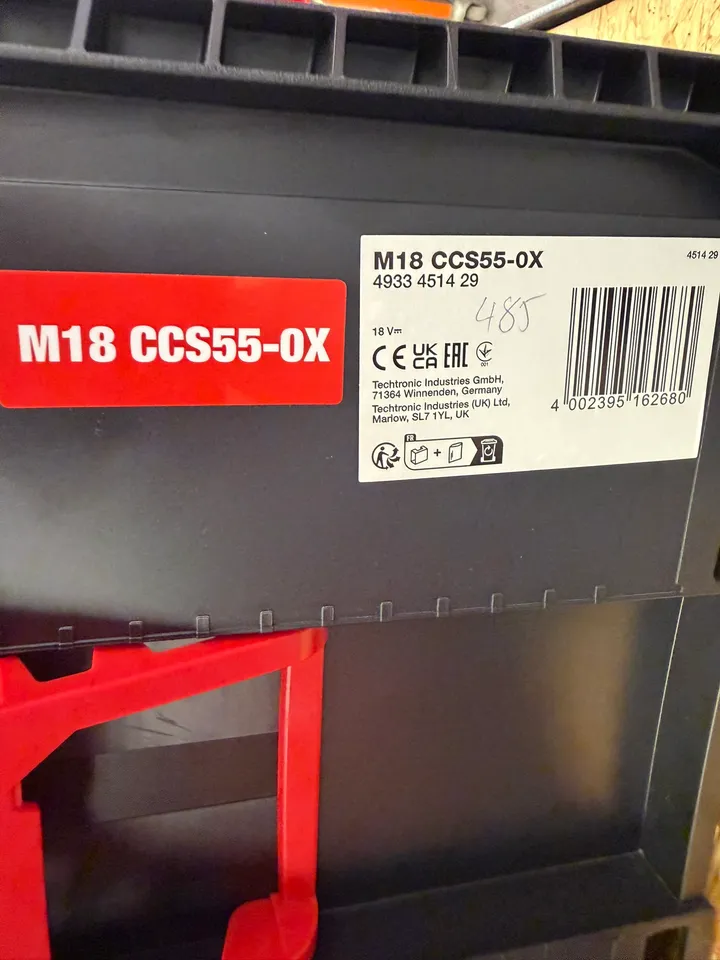 M18 CCS55-0X
M18 CCS55-0X
4514 29
4933 4514 29
485
18 V⎓
CE UK CA EAC
001
Techtronic Industries GmbH,
71364 Winnenden, Germany
Techtronic Industries (UK) Ltd,
Marlow, SL7 1YL, UK
4 002395 162680
FR
+